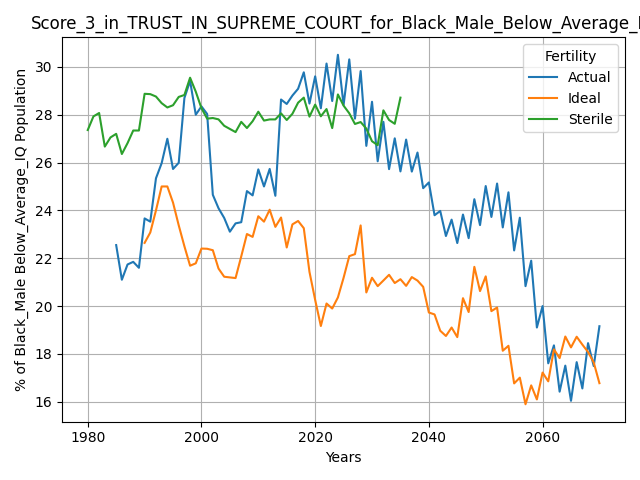 Score_3_in_TRUST_IN_SUPREME_COURT_for_Black_Male_Below_Average_
Fertility
Actual
Ideal
Sterile
% of Black_Male Below_Average_IQ Population
30
28
26
24
22
20
18
16
1980
2000
2020
2040
2060
Years